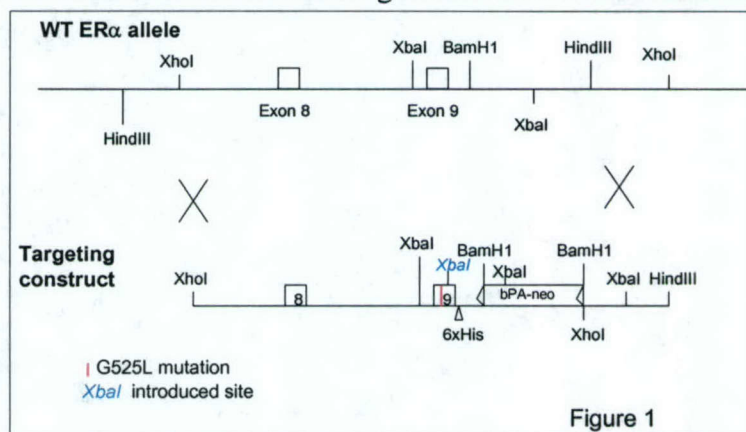 WT ERα allele
XhoI
XbaI
BamH1
HindIII
XhoI
Exon 8
Exon 9
HindIII
XbaI
Targeting
construct
XhoI
XbaI
XbaI
BamH1
XbaI
BamH1
XbaI
HindIII
8
9
bPA-neo
6xHis
XhoI
G525L mutation
XbaI introduced site
Figure 1